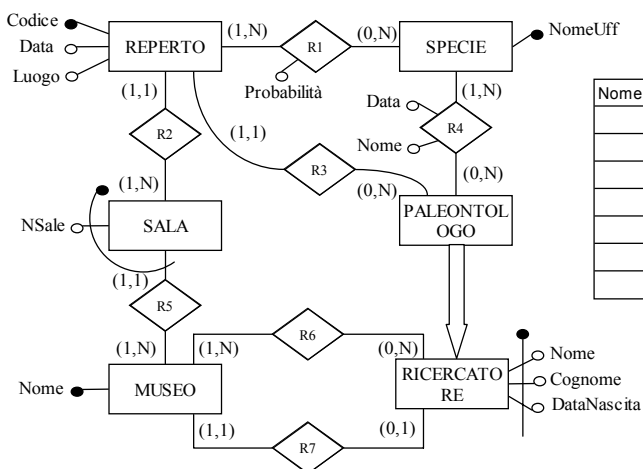 Codice
Data
Luogo
REPERTO
(1,N)
R1
(0,N)
SPECIE
NomeUff
Probabilità
(1,1)
R2
(1,N)
(1,1)
R3
(0,N)
Data
Nome
(1,N)
R4
(0,N)
Nome
NSale
SALA
PALEONTOL
OGO
(1,1)
R5
(1,N)
(1,N)
R6
(0,N)
Nome
MUSEO
RICERCATO
RE
Nome
Cognome
DataNascita
(1,1)
R7
(0,1)